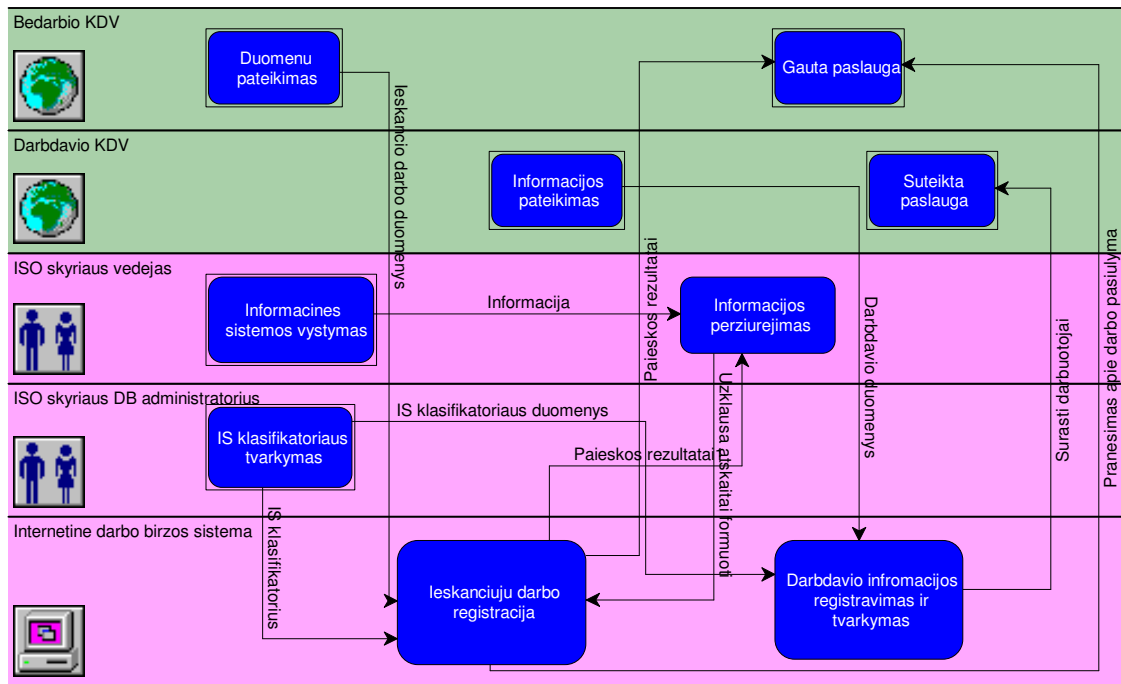 Bedarbio KDV
Duomenu
pateikimas
Gauta paslauga
Ieskancio darbo duomenys
Darbdavio KDV
Informacijos
pateikimas
Suteikta
paslauga
ISO skyriaus vedejas
Informacines
sistemos vystymas
Informacija
Informacijos
perziurejimas
Paieskos rezultatai
Darbdavio duomenys
Surasti darbuotojai
Pranesimas apie darbo pasiulyma
ISO skyriaus DB administratorius
IS klasifikatoriaus
tvarkymas
IS klasifikatoriaus duomenys
Paieskos rezultatai1
Uzklausa atskaitai formuoti
IS klasifikatorius
Internetine darbo birzos sistema
Ieskanciuju darbo
registracija
Darbdavio infromacijos
registravimas ir
tvarkymas